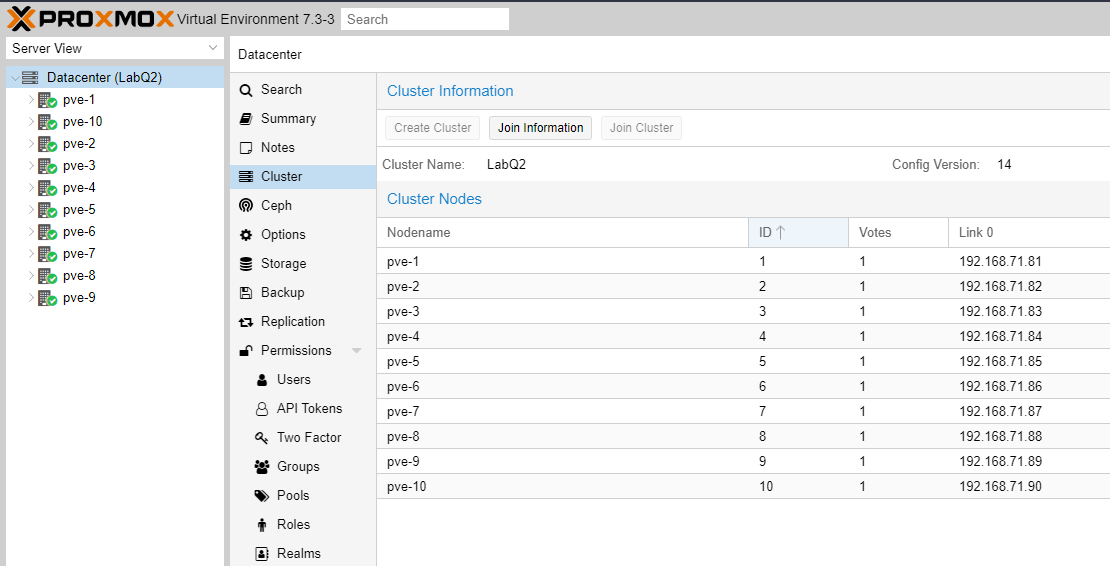 PROXMOX Virtual Environment 7.3-3 Search
Server View
Datacenter (LabQ2)
pve-1
pve-10
pve-2
pve-3
pve-4
pve-5
pve-6
pve-7
pve-8
pve-9
Datacenter
Search
Summary
Notes
Cluster
Ceph
Options
Storage
Backup
Replication
Permissions
Users
API Tokens
Two Factor
Groups
Pools
Roles
Realms
Cluster Information
Create Cluster Join Information Join Cluster
Cluster Name: LabQ2 Config Version: 14
Cluster Nodes
Nodename ID Votes Link 0
pve-1 1 1 192.168.71.81
pve-2 2 1 192.168.71.82
pve-3 3 1 192.168.71.83
pve-4 4 1 192.168.71.84
pve-5 5 1 192.168.71.85
pve-6 6 1 192.168.71.86
pve-7 7 1 192.168.71.87
pve-8 8 1 192.168.71.88
pve-9 9 1 192.168.71.89
pve-10 10 1 192.168.71.90